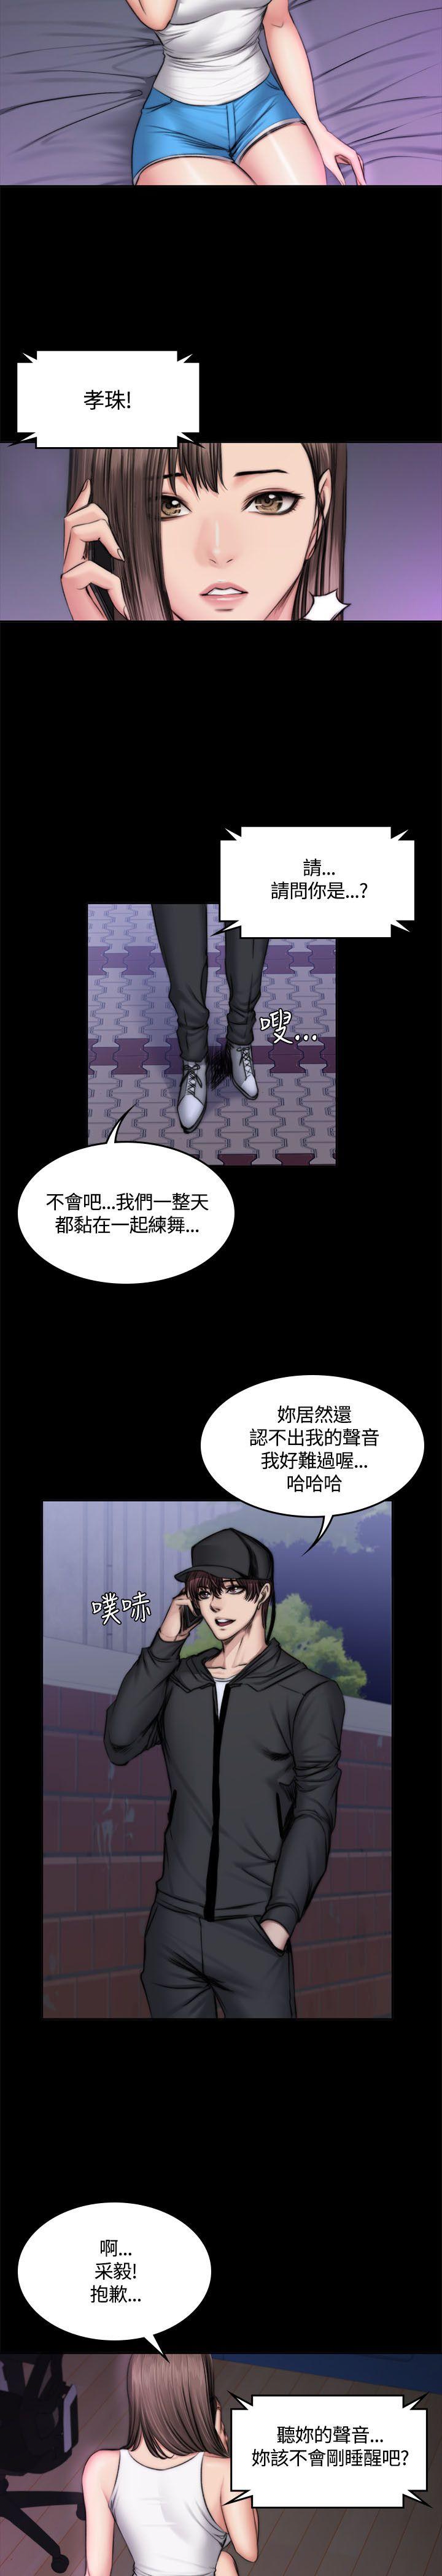 孝珠!
請...
請問你是...?
嗖...
不會吧...我們一整天
都黏在一起練舞...
妳居然還
認不出我的聲音
我好難過喔...
哈哈哈
噗哧
啊...
采毅!
抱歉...
聽妳的聲音...
妳該不會剛睡醒吧?